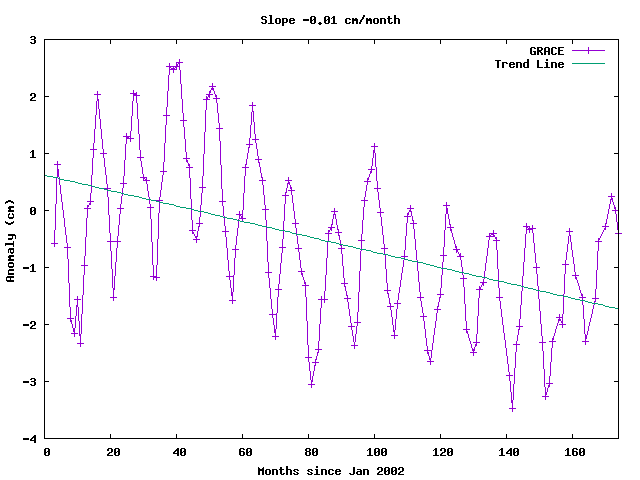 Slope -0.01 cm/month
GRACE
Trend Line
3
2
1
0
-1
-2
-3
-4
Anomaly (cm)
0 20 40 60 80 100 120 140 160
Months since Jan 2002